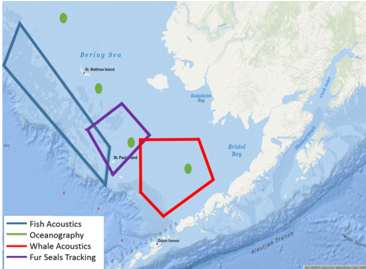 Bering Sea
St. Matthew Island
Bristol
Bay
St. Paul Island
Dutch Harbor
Aleutian Trench
Fish Acoustics
Oceanography
Whale Acoustics
Fur Seals Tracking